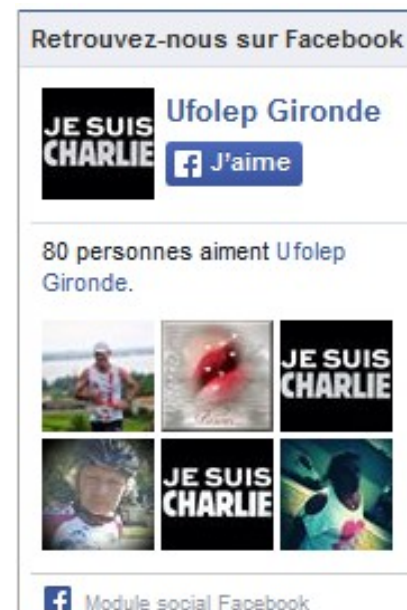 Retrouvez-nous sur Facebook
JE SUIS
CHARLIE
Ufolep Gironde
J'aime
80 personnes aiment Ufolep
Gironde.
JE SUIS
CHARLIE
JE SUIS
CHARLIE
Module social Facebook